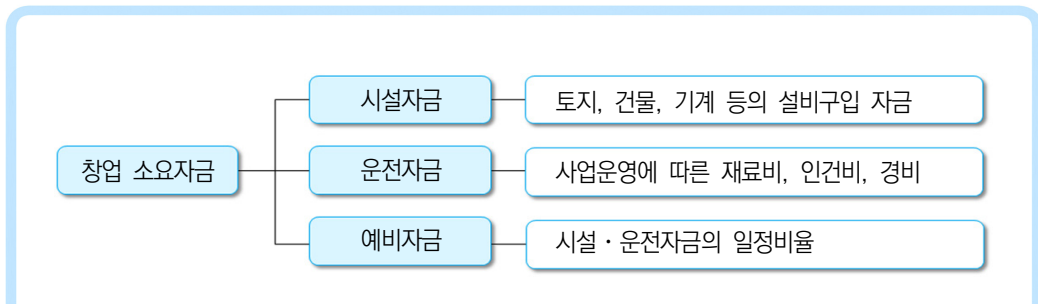 시설자금
토지, 건물, 기계 등의 설비구입 자금
창업 소요자금
운전자금
사업운영에 따른 재료비, 인건비, 경비
예비자금
시설・운전자금의 일정비율